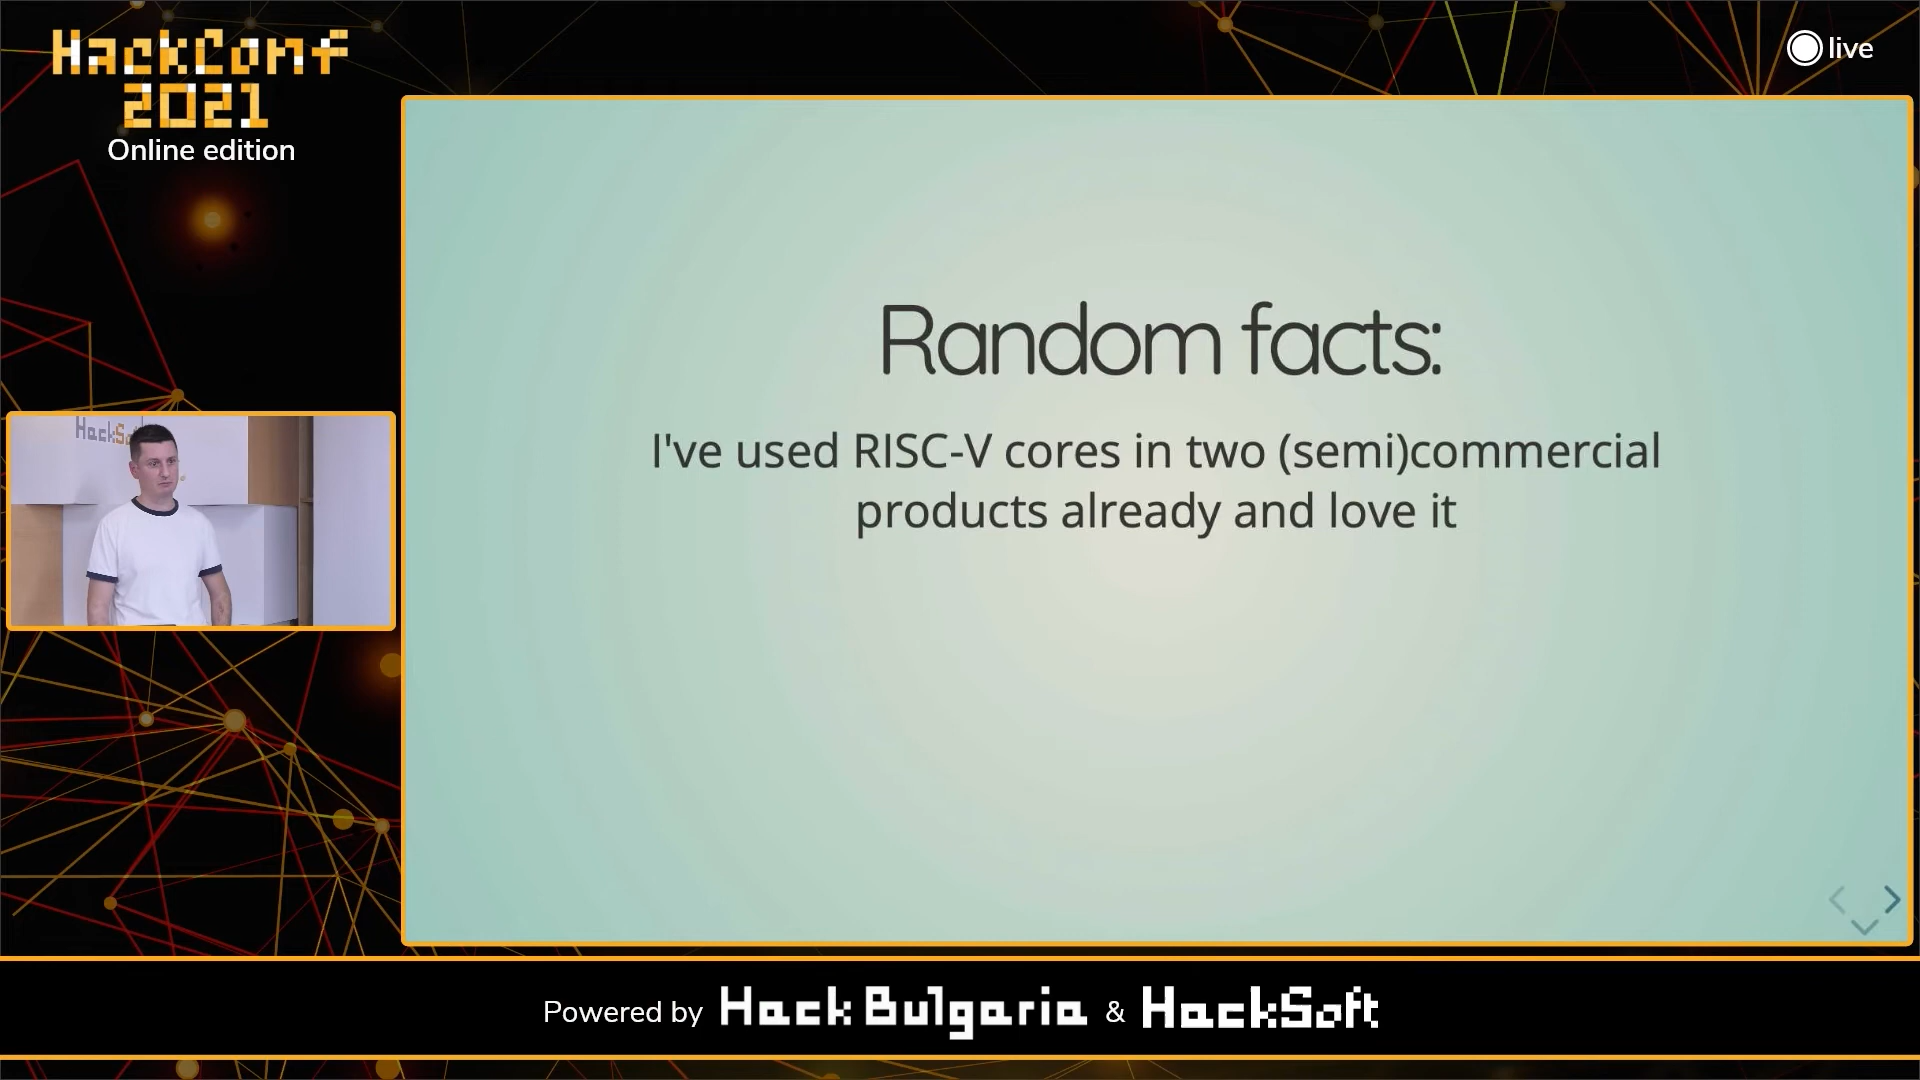 HackConf
2021
Online edition
live
HackSoft
Random facts:
I've used RISC-V cores in two (semi)commercial
products already and love it
Powered by Hack Bulgaria & HackSoft